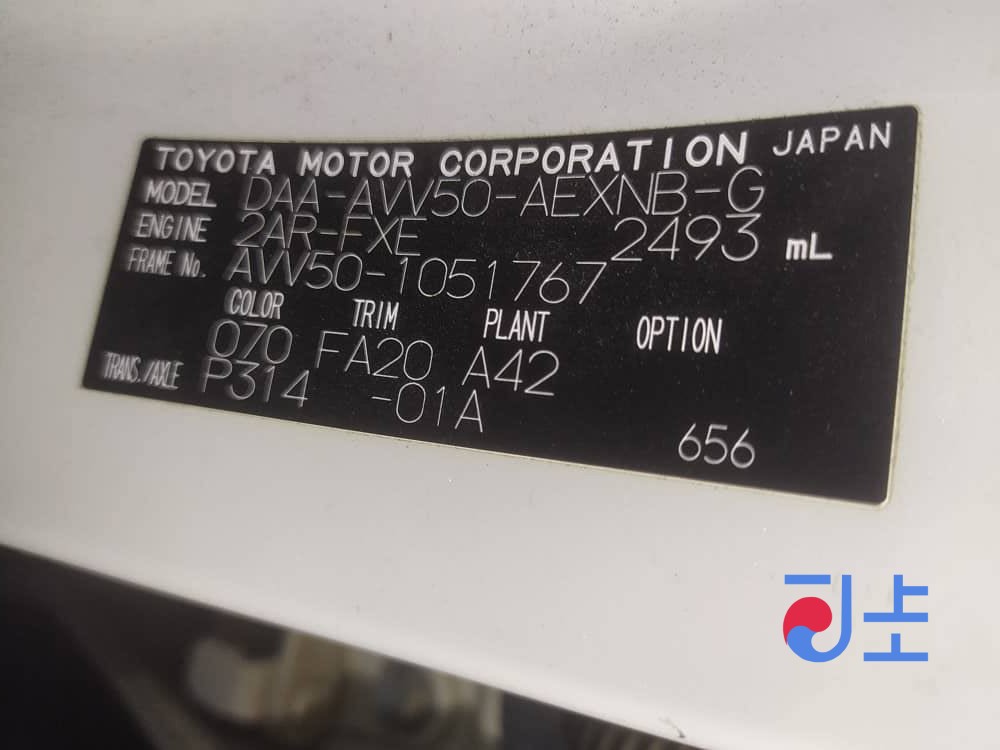 TOYOTA MOTOR CORPORATION JAPAN
MODEL DAA-AVV50-AEXNB-G
ENGINE 2AR-FXE 2493 mL
FRAME No. AVV50-1051767
COLOR TRIM PLANT OPTION
070 FA20 A42
TRANS./AXLE P314 -01A
656